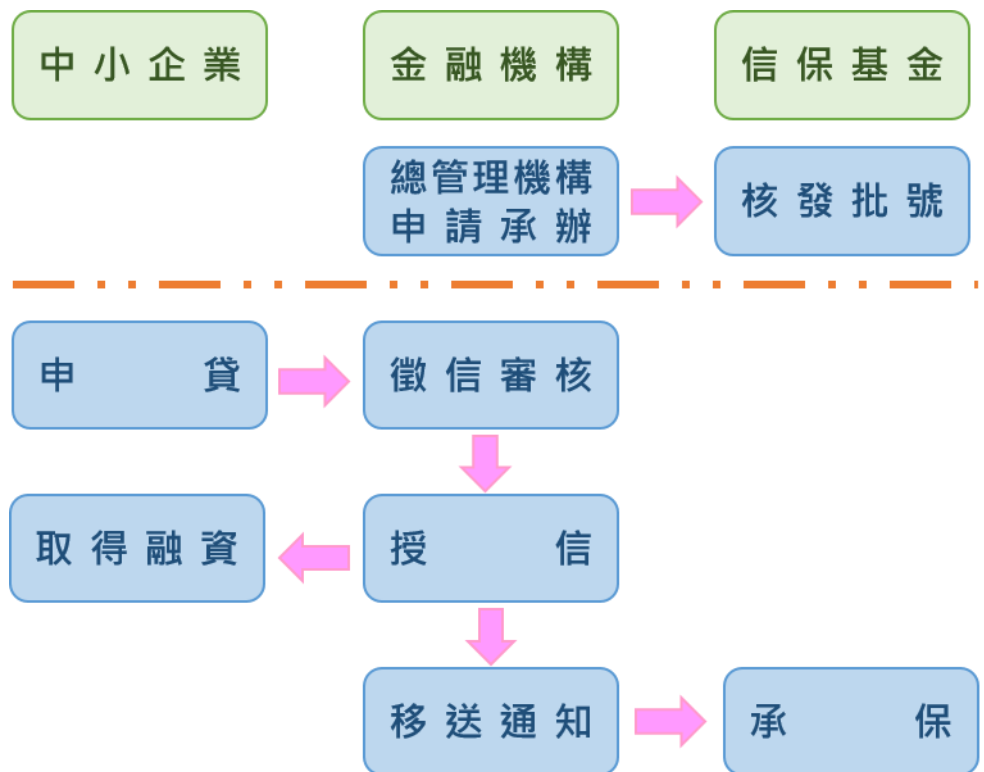 中小企業
金融機構
信保基金
總管理機構
申請承辦
核發批號
申貸
徵信審核
取得融資
授信
移送通知
承保